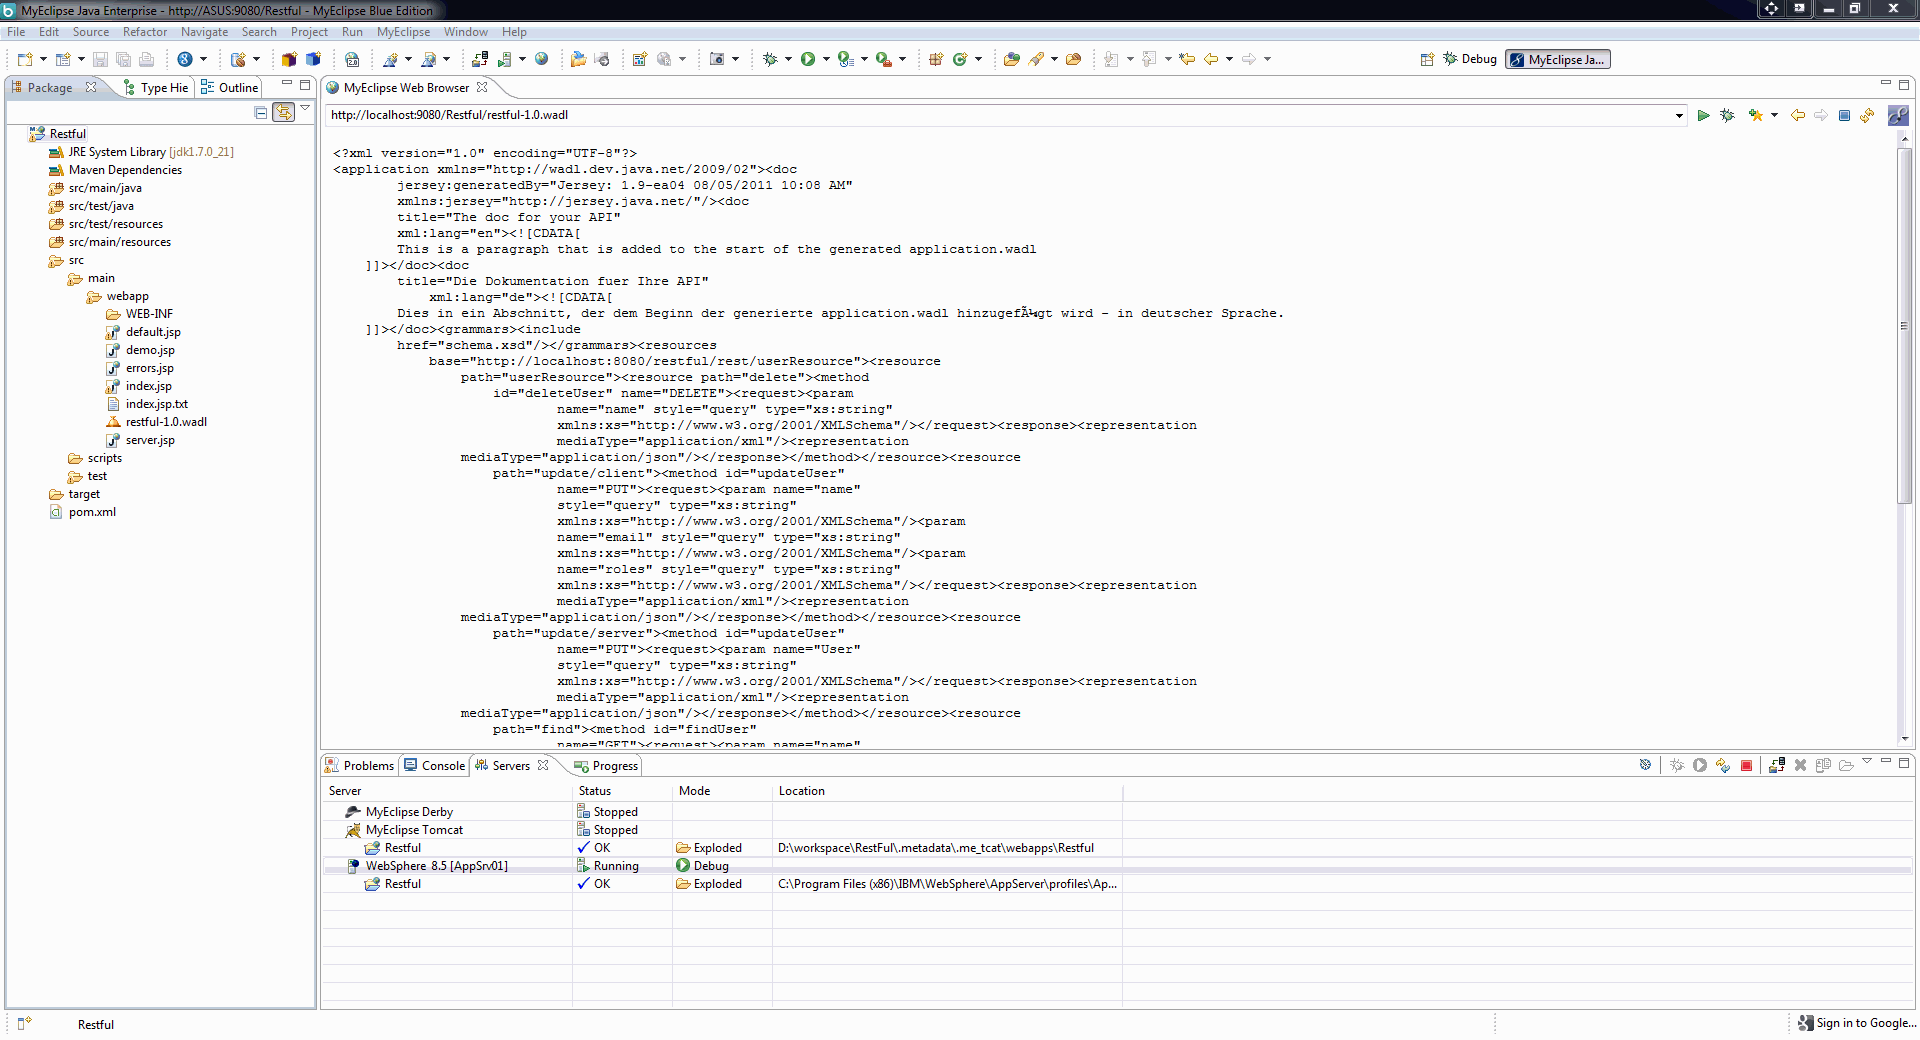 MyEclipse Java Enterprise - http://ASUS:9080/Restful - MyEclipse Blue Edition
File Edit Source Refactor Navigate Search Project Run MyEclipse Window Help
Debug MyEclipse Ja...
Package Type Hie Outline
Restful
JRE System Library [jdk1.7.0_21]
Maven Dependencies
src/main/java
src/test/java
src/test/resources
src/main/resources
src
main
webapp
WEB-INF
default.jsp
demo.jsp
errors.jsp
index.jsp
index.jsp.txt
restful-1.0.wadl
server.jsp
scripts
test
target
pom.xml
MyEclipse Web Browser
http://localhost:9080/Restful/restful-1.0.wadl
<?xml version="1.0" encoding="UTF-8"?>
<application xmlns="http://wadl.dev.java.net/2009/02"><doc
jersey:generatedBy="Jersey: 1.9-ea04 08/05/2011 10:08 AM"
xmlns:jersey="http://jersey.java.net/"/><doc
title="The doc for your API"
xml:lang="en"><![CDATA[
This is a paragraph that is added to the start of the generated application.wadl
]]></doc><doc
title="Die Dokumentation fuer Ihre API"
xml:lang="de"><![CDATA[
Dies in ein Abschnitt, der dem Beginn der generierte application.wadl hinzugefÃ¼gt wird - in deutscher Sprache.
]]></doc><grammars><include
href="schema.xsd"/></grammars><resources
base="http://localhost:8080/restful/rest/userResource"><resource
path="userResource"><resource path="delete"><method
id="deleteUser" name="DELETE"><request><param
name="name" style="query" type="xs:string"
xmlns:xs="http://www.w3.org/2001/XMLSchema"/></request><response><representation
mediaType="application/xml"/><representation
mediaType="application/json"/></response></method></resource><resource
path="update/client"><method id="updateUser"
name="PUT"><request><param name="name"
style="query" type="xs:string"
xmlns:xs="http://www.w3.org/2001/XMLSchema"/><param
name="email" style="query" type="xs:string"
xmlns:xs="http://www.w3.org/2001/XMLSchema"/><param
name="roles" style="query" type="xs:string"
xmlns:xs="http://www.w3.org/2001/XMLSchema"/></request><response><representation
mediaType="application/xml"/><representation
mediaType="application/json"/></response></method></resource><resource
path="update/server"><method id="updateUser"
name="PUT"><request><param name="User"
style="query" type="xs:string"
xmlns:xs="http://www.w3.org/2001/XMLSchema"/></request><response><representation
mediaType="application/xml"/><representation
mediaType="application/json"/></response></method></resource><resource
path="find"><method id="findUser"
name="GET"><request><param name="name"
Problems Console Servers Progress
Server Status Mode Location
MyEclipse Derby Stopped
MyEclipse Tomcat Stopped
Restful OK Exploded D:\workspace\RestFul\.metadata\.me_tcat\webapps\Restful
WebSphere 8.5 [AppSrv01] Running Debug
Restful OK Exploded C:\Program Files (x86)\IBM\WebSphere\AppServer\profiles\Ap...
Restful
Sign in to Google...